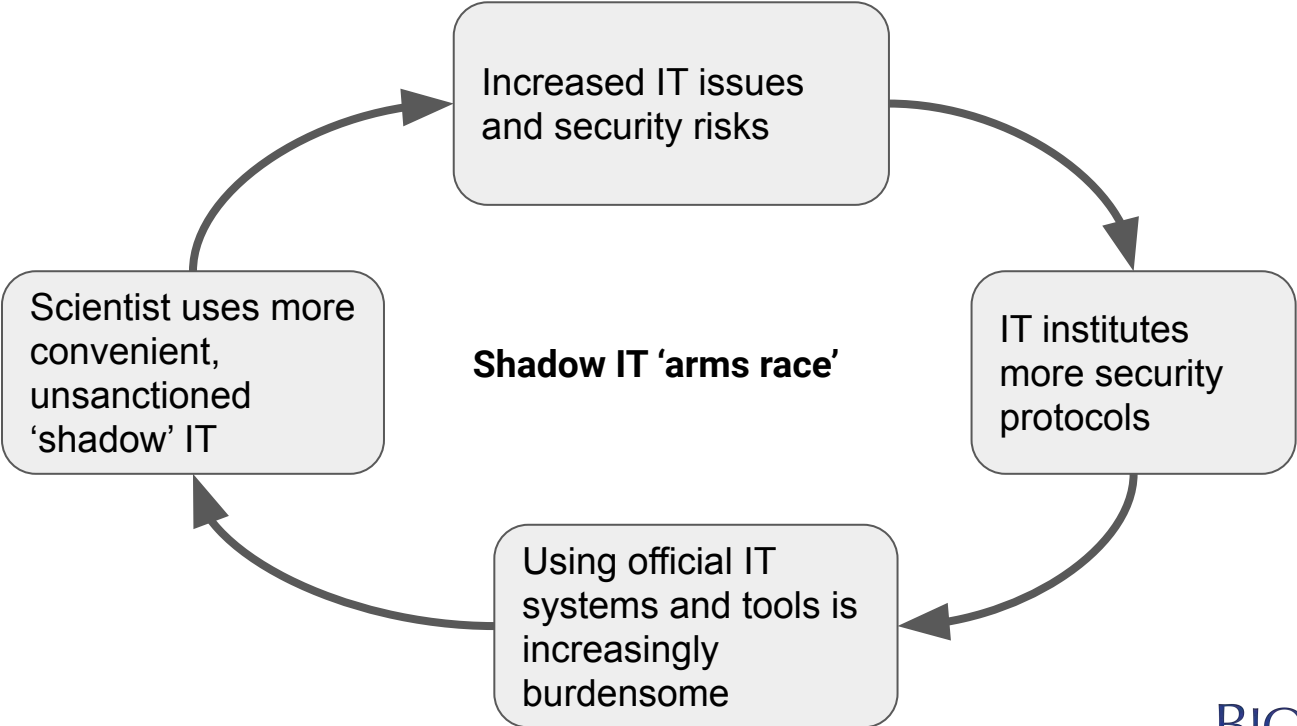 Increased IT issues
and security risks
IT institutes
more security
protocols
Using official IT
systems and tools is
increasingly
burdensome
Scientist uses more
convenient,
unsanctioned
‘shadow’ IT
Shadow IT ‘arms race’